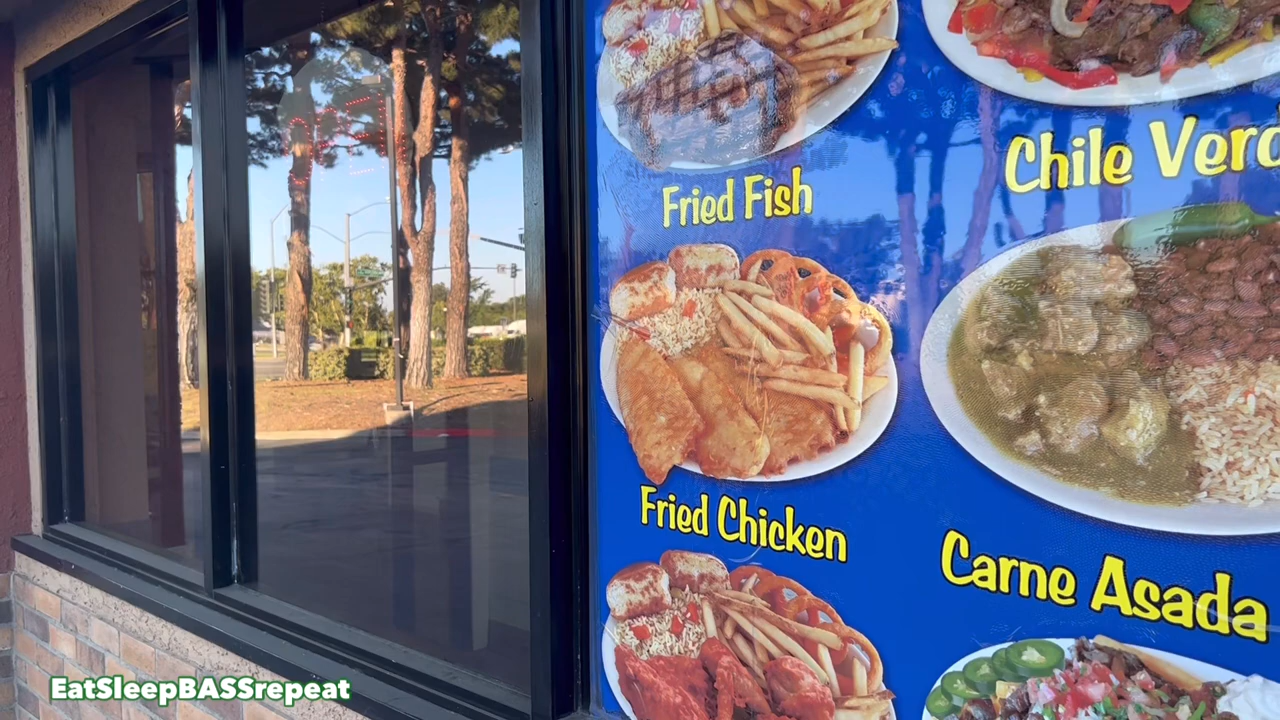 Fried Fish
Chile Verd
Fried Chicken
Carne Asada
EatSleepBASSrepeat